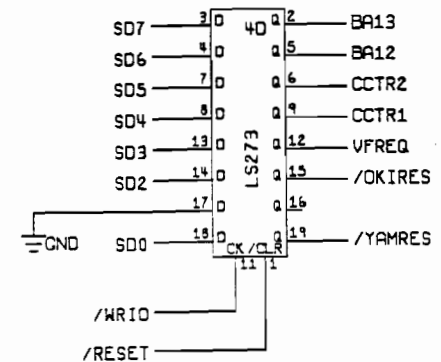 SD7 3 D 4D Q 2 BA13
SD6 4 D Q 5 BA12
SD5 7 D Q 6 CCTR2
SD4 8 D Q 9 CCTR1
SD3 13 D Q 12 VFREQ
SD2 14 D LS273 Q 15 /OKIRES
17 D Q 16
GND SD0 18 D Q 19 /YAMRES
CK /CLR
11 1
/WRIO
/RESET